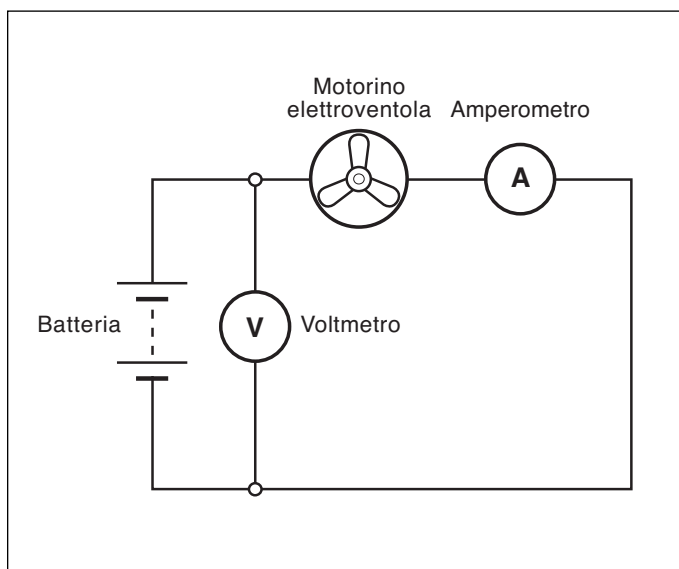 Motorino
elettroventola
Amperometro
A
Batteria
V
Voltmetro